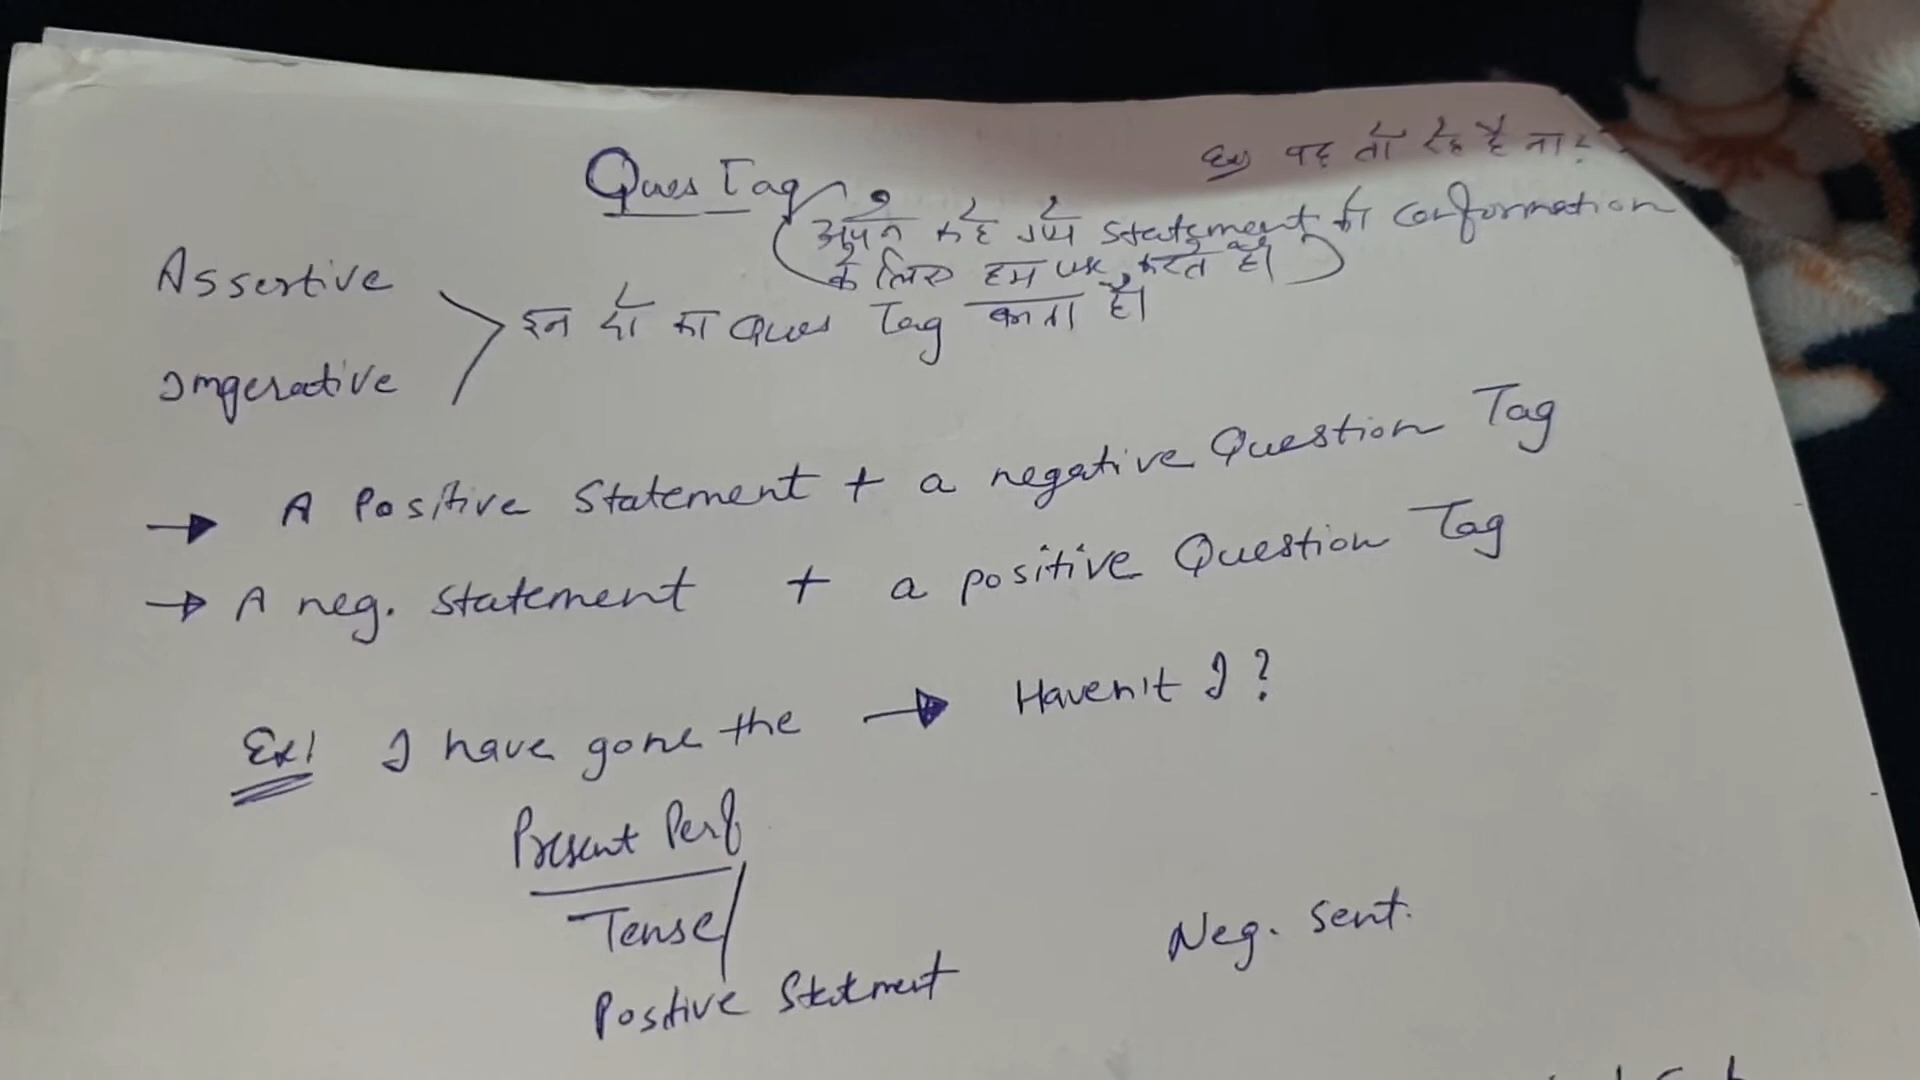 Ques Tag
Ex वह तो रहे है ना?
(अपने कहे गये statement की conformation
के लिए हम use करते है।)
Assertive
Imperative
इन दो का Ques Tag बनता है।
→ A Positive Statement + a negative Question Tag
→ A neg. statement + a positive Question Tag
Ex! I have gone the → Haven't I?
Present Perf
Tense
Postive Statment
Neg. Sent.